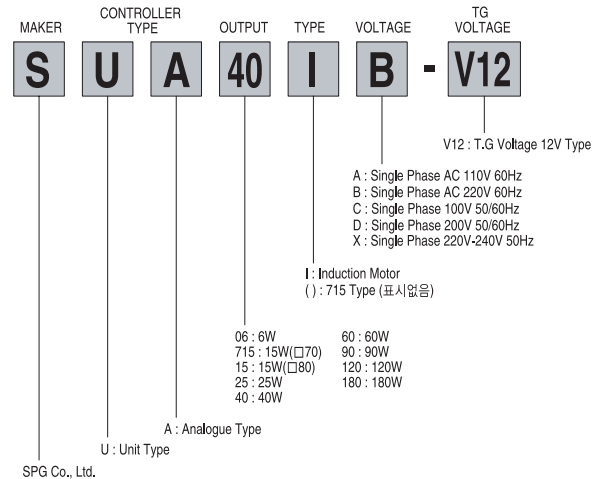 MAKER
CONTROLLER
TYPE
OUTPUT
TYPE
VOLTAGE
TG
VOLTAGE
S U A 40 I B - V12
V12 : T.G Voltage 12V Type
A : Single Phase AC 110V 60Hz
B : Single Phase AC 220V 60Hz
C : Single Phase 100V 50/60Hz
D : Single Phase 200V 50/60Hz
X : Single Phase 220V-240V 50Hz
I : Induction Motor
( ) : 715 Type (표시없음)
06 : 6W
715 : 15W(□70)
15 : 15W(□80)
25 : 25W
40 : 40W
60 : 60W
90 : 90W
120 : 120W
180 : 180W
A : Analogue Type
U : Unit Type
SPG Co., Ltd.